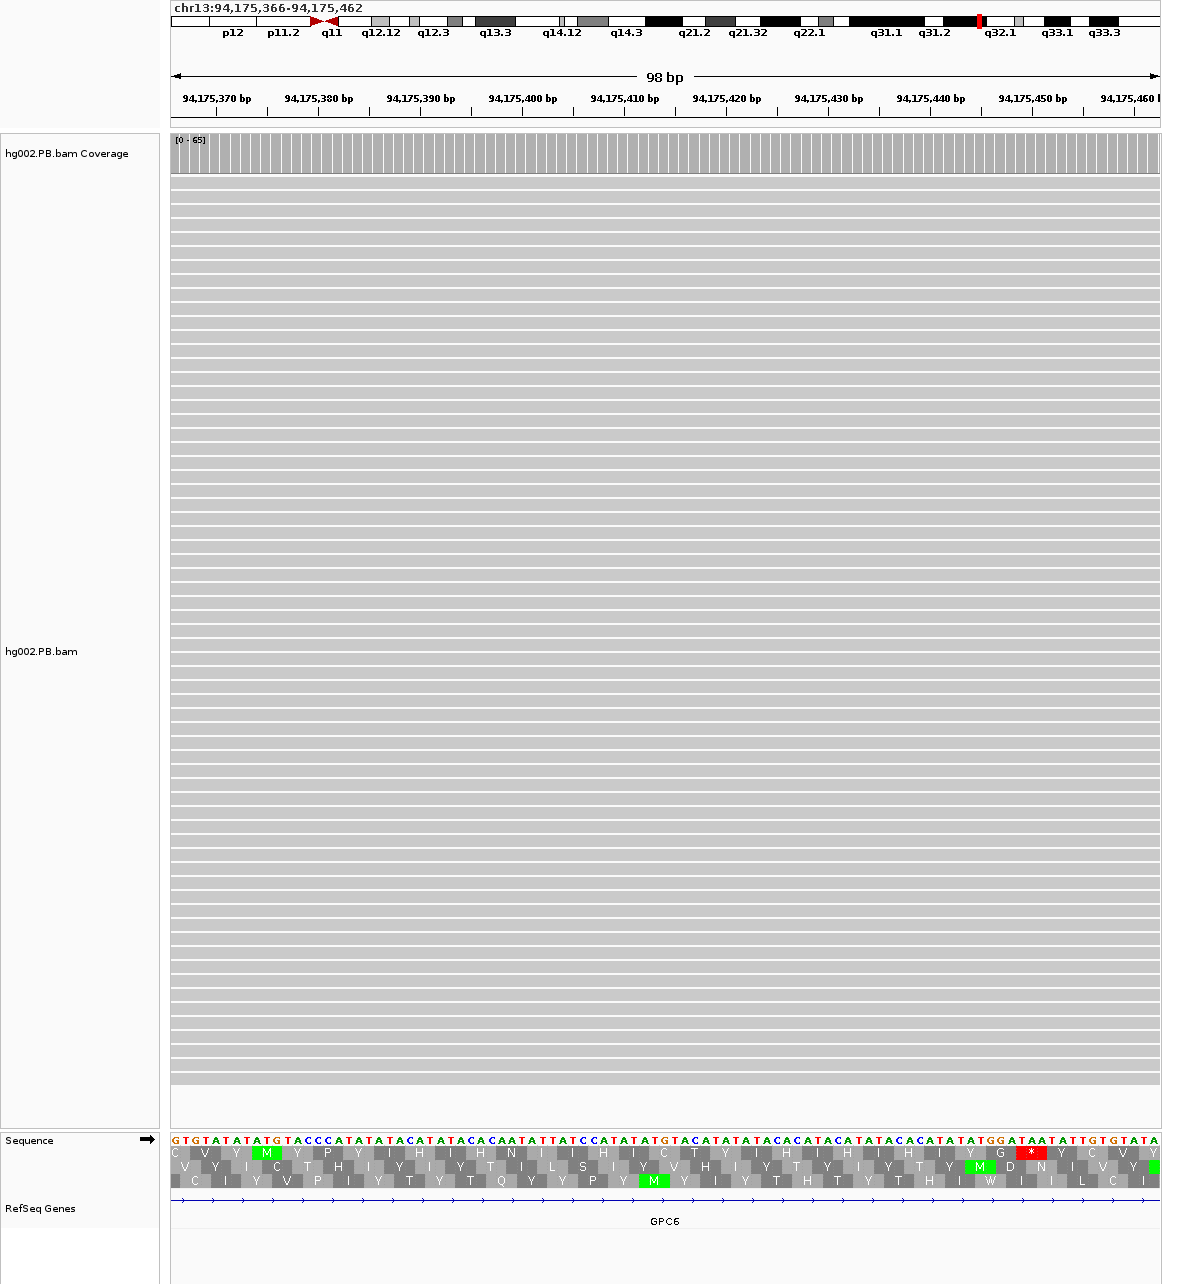 chr13:94,175,366-94,175,462
p12 p11.2 q11 q12.12 q12.3 q13.3 q14.12 q14.3 q21.2 q21.32 q22.1 q31.1 q31.2 q32.1 q33.1 q33.3
98 bp
94,175,370 bp 94,175,380 bp 94,175,390 bp 94,175,400 bp 94,175,410 bp 94,175,420 bp 94,175,430 bp 94,175,440 bp 94,175,450 bp 94,175,460
[0 - 65]
hg002.PB.bam Coverage
hg002.PB.bam
Sequence
G T G T A T A T A T G T A C C C A T A T A T A C A T A T A C A C A A T A T T A T C C A T A T A T G T A C A T A T A T A C A C A T A C A T A T A C A C A T A T A T G G A T A A T A T T G T G T A T A
C V Y M Y P Y I H I H N I I H I C T Y I H I H I H I Y G * Y C V Y
V Y I C T H I Y I Y T I L S I Y V H I Y T Y I Y T Y M D N I V Y
C I Y V P I Y T Y T Q Y Y P Y M Y I Y T H T Y T H I W I I L C I
RefSeq Genes
GPC6